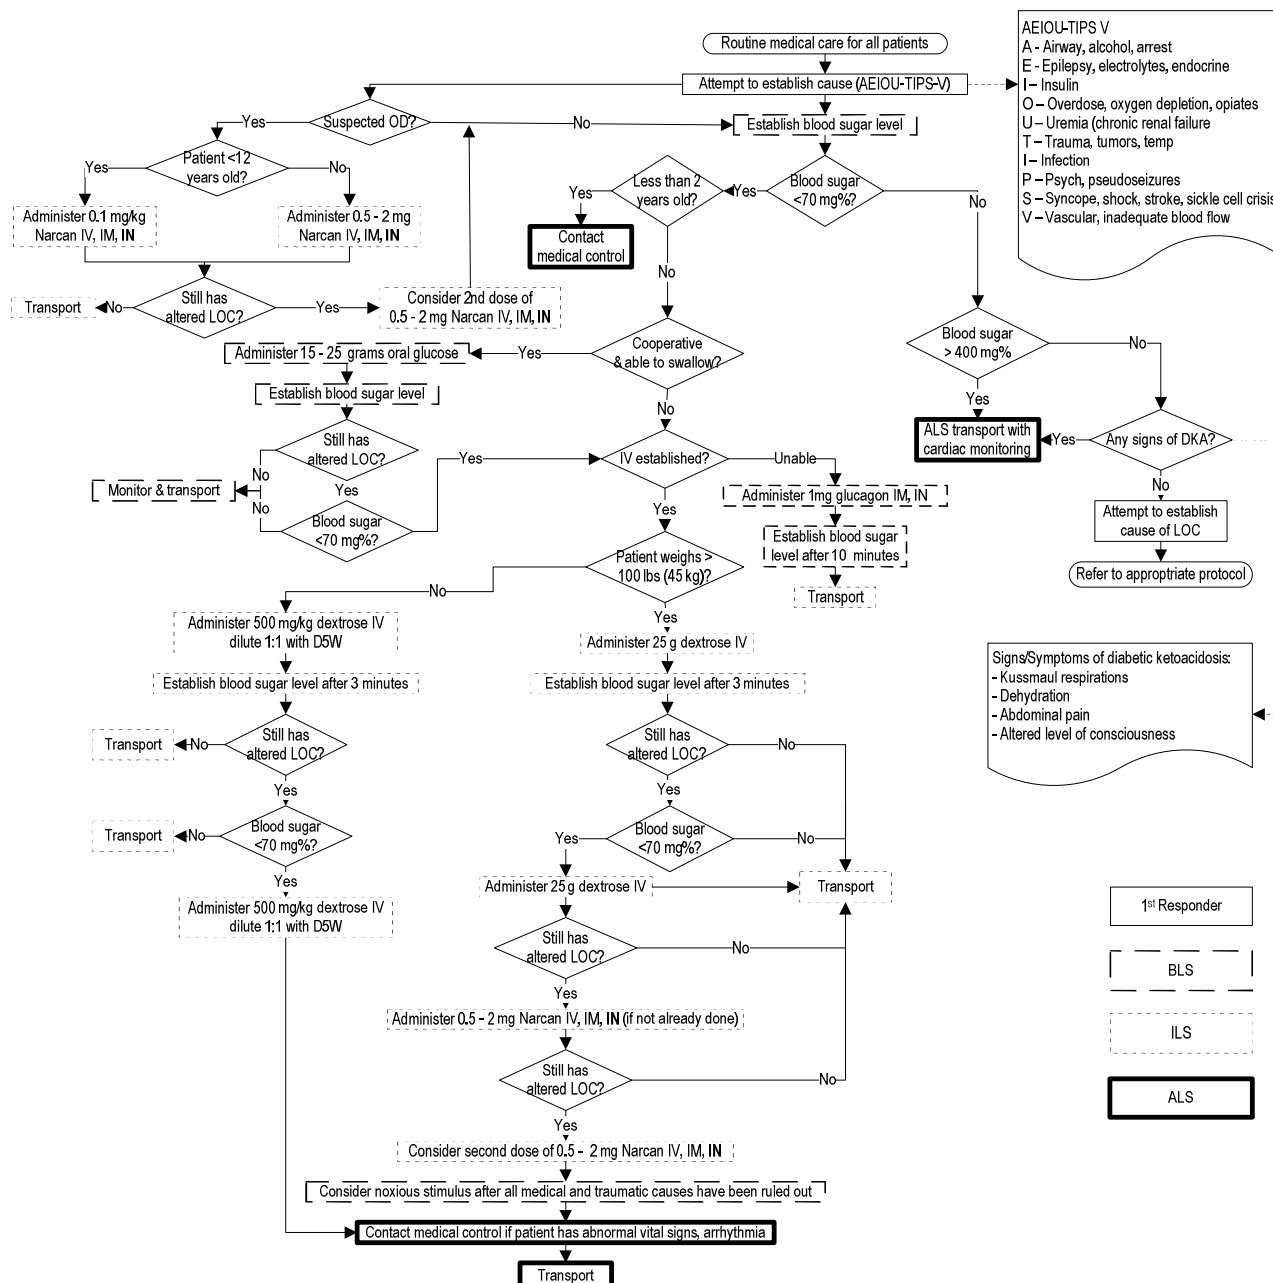 Routine medical care for all patients
Attempt to establish cause (AEIOU-TIPS-V)
AEIOU-TIPS V
A - Airway, alcohol, arrest
E - Epilepsy, electrolytes, endocrine
I – Insulin
O – Overdose, oxygen depletion, opiates
U – Uremia (chronic renal failure
T – Trauma, tumors, temp
I – Infection
P – Psych, pseudoseizures
S – Syncope, shock, stroke, sickle cell crisis
V – Vascular, inadequate blood flow
Suspected OD?
Yes
No
Establish blood sugar level
Patient <12
years old?
Yes
No
Administer 0.1 mg/kg
Narcan IV, IM, IN
Administer 0.5 - 2 mg
Narcan IV, IM, IN
Still has
altered LOC?
No
Transport
Yes
Consider 2nd dose of
0.5 - 2 mg Narcan IV, IM, IN
Blood sugar
<70 mg%?
Yes
No
Less than 2
years old?
Yes
Contact
medical control
No
Cooperative
& able to swallow?
Yes
No
Administer 15 - 25 grams oral glucose
Establish blood sugar level
Still has
altered LOC?
No
Yes
Monitor & transport
No
Blood sugar
<70 mg%?
Yes
IV established?
Unable
Yes
Administer 1mg glucagon IM, IN
Establish blood sugar
level after 10 minutes
Transport
Blood sugar
> 400 mg%
No
Yes
ALS transport with
cardiac monitoring
Yes
Any signs of DKA?
No
Attempt to establish
cause of LOC
Refer to approptriate protocol
Patient weighs >
100 lbs (45 kg)?
No
Yes
Administer 500 mg/kg dextrose IV
dilute 1:1 with D5W
Establish blood sugar level after 3 minutes
Still has
altered LOC?
No
Transport
Yes
Blood sugar
<70 mg%?
No
Transport
Yes
Administer 500 mg/kg dextrose IV
dilute 1:1 with D5W
Administer 25 g dextrose IV
Establish blood sugar level after 3 minutes
Still has
altered LOC?
No
Yes
Blood sugar
<70 mg%?
No
Yes
Administer 25 g dextrose IV
Transport
Still has
altered LOC?
No
Yes
Administer 0.5 – 2 mg Narcan IV, IM, IN (if not already done)
Still has
altered LOC?
No
Yes
Consider second dose of 0.5 - 2 mg Narcan IV, IM, IN
Consider noxious stimulus after all medical and traumatic causes have been ruled out
Contact medical control if patient has abnormal vital signs, arrhythmia
Transport
Signs/Symptoms of diabetic ketoacidosis:
- Kussmaul respirations
- Dehydration
- Abdominal pain
- Altered level of consciousness
1st Responder
BLS
ILS
ALS